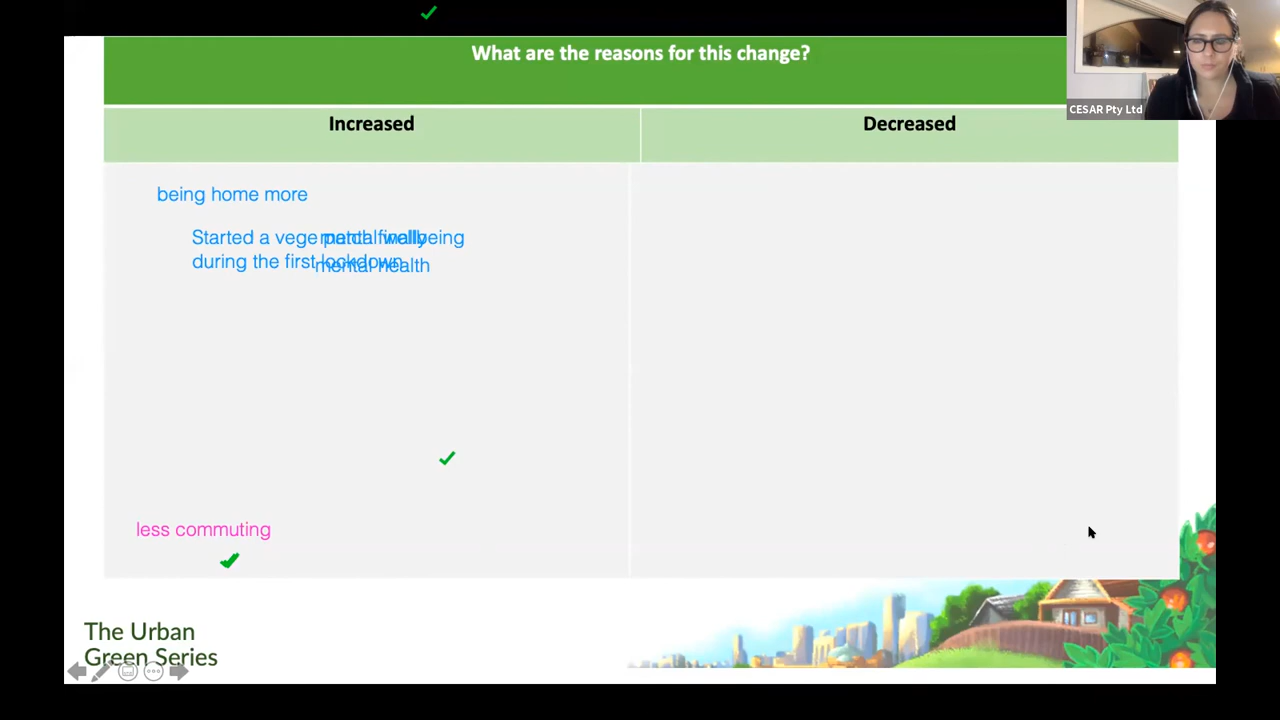 What are the reasons for this change?
CESAR Pty Ltd
Increased
Decreased
being home more
Started a vege patch finally
during the first lockdown
mental wellbeing
mental health
less commuting
The Urban
Green Series